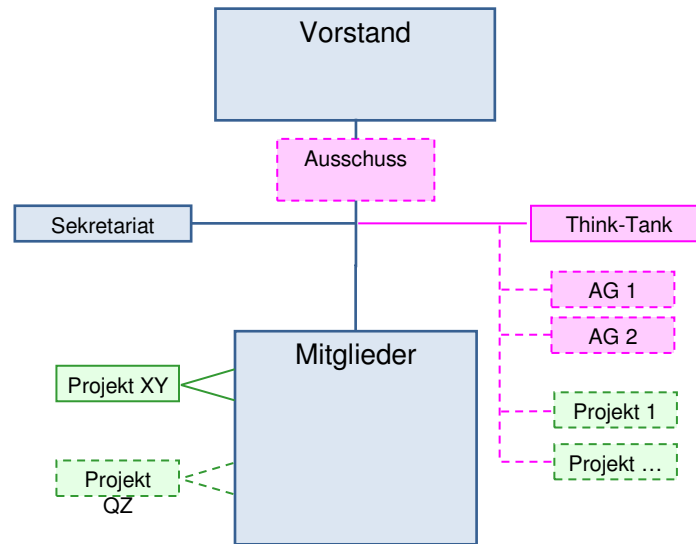 Vorstand
Ausschuss
Sekretariat
Think-Tank
AG 1
AG 2
Mitglieder
Projekt XY
Projekt 1
Projekt ...
Projekt
QZ